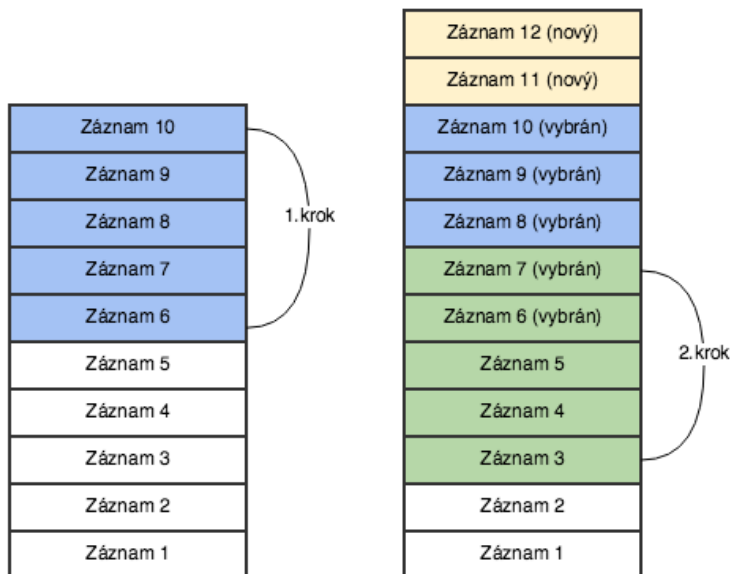 Záznam 10
Záznam 9
Záznam 8
Záznam 7
Záznam 6
Záznam 5
Záznam 4
Záznam 3
Záznam 2
Záznam 1
1. krok
Záznam 12 (nový)
Záznam 11 (nový)
Záznam 10 (vybrán)
Záznam 9 (vybrán)
Záznam 8 (vybrán)
Záznam 7 (vybrán)
Záznam 6 (vybrán)
Záznam 5
Záznam 4
Záznam 3
Záznam 2
Záznam 1
2. krok